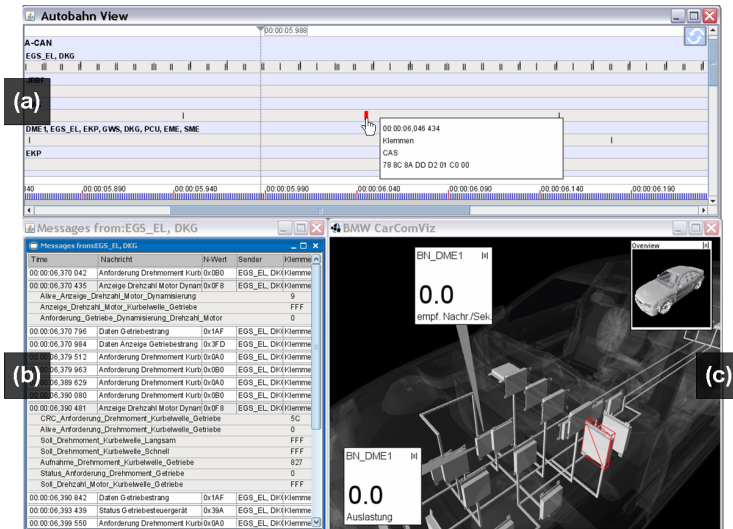 Autobahn View
00:00:05.988
A-CAN
EGS_EL, DKG
JBBF
(a)
DME1, EGS_EL, EKP, GWS, DKG, PCU, EME, SME
EKP
00:00:06,046 434
Klemmen
CAS
78 8C 8A DD D2 01 C0 00
840 00:00:05.890 00:00:05.940 00:00:05.990 00:00:06.040 00:00:06.090 00:00:06.140 00:00:06.190
Messages from:EGS_EL, DKG
Messages from:EGS_EL, DKG
Time Nachricht N-Wert Sender Klemme
00:00:06,370 042 Anforderung Drehmoment Kurb 0x0B0 EGS_EL, DK( Klemme
00:00:06,370 435 Anzeige Drehzahl Motor Dynam 0x0F8 EGS_EL, DK( Klemme
Alive_Anzeige_Drehzahl_Motor_Dynamisierung 9
Anzeige_Drehzahl_Motor_Kurbelwelle_Getriebe FFF
Anforderung_Getriebe_Dynamisierung_Drehzahl_Motor 0
00:00:06,370 796 Daten Getriebestrang 0x1AF EGS_EL, DK( Klemme
00:00:06,370 984 Daten Anzeige Getriebestrang 0x3FD EGS_EL, DK( Klemme
00:00:06,379 512 Anforderung Drehmoment Kurb 0x0A0 EGS_EL, DK( Klemme
00:00:06,379 963 Anforderung Drehmoment Kurb 0x0B0 EGS_EL, DK( Klemme
00:00:06,389 629 Anforderung Drehmoment Kurb 0x0A0 EGS_EL, DK( Klemme
00:00:06,390 080 Anforderung Drehmoment Kurb 0x0B0 EGS_EL, DK( Klemme
00:00:06,390 481 Anzeige Drehzahl Motor Dynam 0x0F8 EGS_EL, DK( Klemme
CRC_Anforderung_Drehmoment_Kurbelwelle_Getriebe 5C
Alive_Anforderung_Drehmoment_Kurbelwelle_Getriebe 0
Soll_Drehmoment_Kurbelwelle_Langsam FFF
Soll_Drehmoment_Kurbelwelle_Schnell FFF
Aufnahme_Drehmoment_Kurbelwelle_Getriebe 827
Status_Anforderung_Drehmoment_Getriebe 0
Soll_Drehzahl_Motor_Kurbelwelle_Getriebe FFF
00:00:06,390 842 Daten Getriebestrang 0x1AF EGS_EL, DK( Klemme
00:00:06,393 439 Status Getriebesteuergerät 0x39A EGS_EL, DK( Klemme
00:00:06,399 550 Anforderung Drehmoment Kurb 0x0A0 EGS_EL, DK( Klemme
(b)
BMW CarComViz
BN_DME1
0.0
empf. Nachr./Sek.
Overview
(c)
BN_DME1
0.0
Auslastung